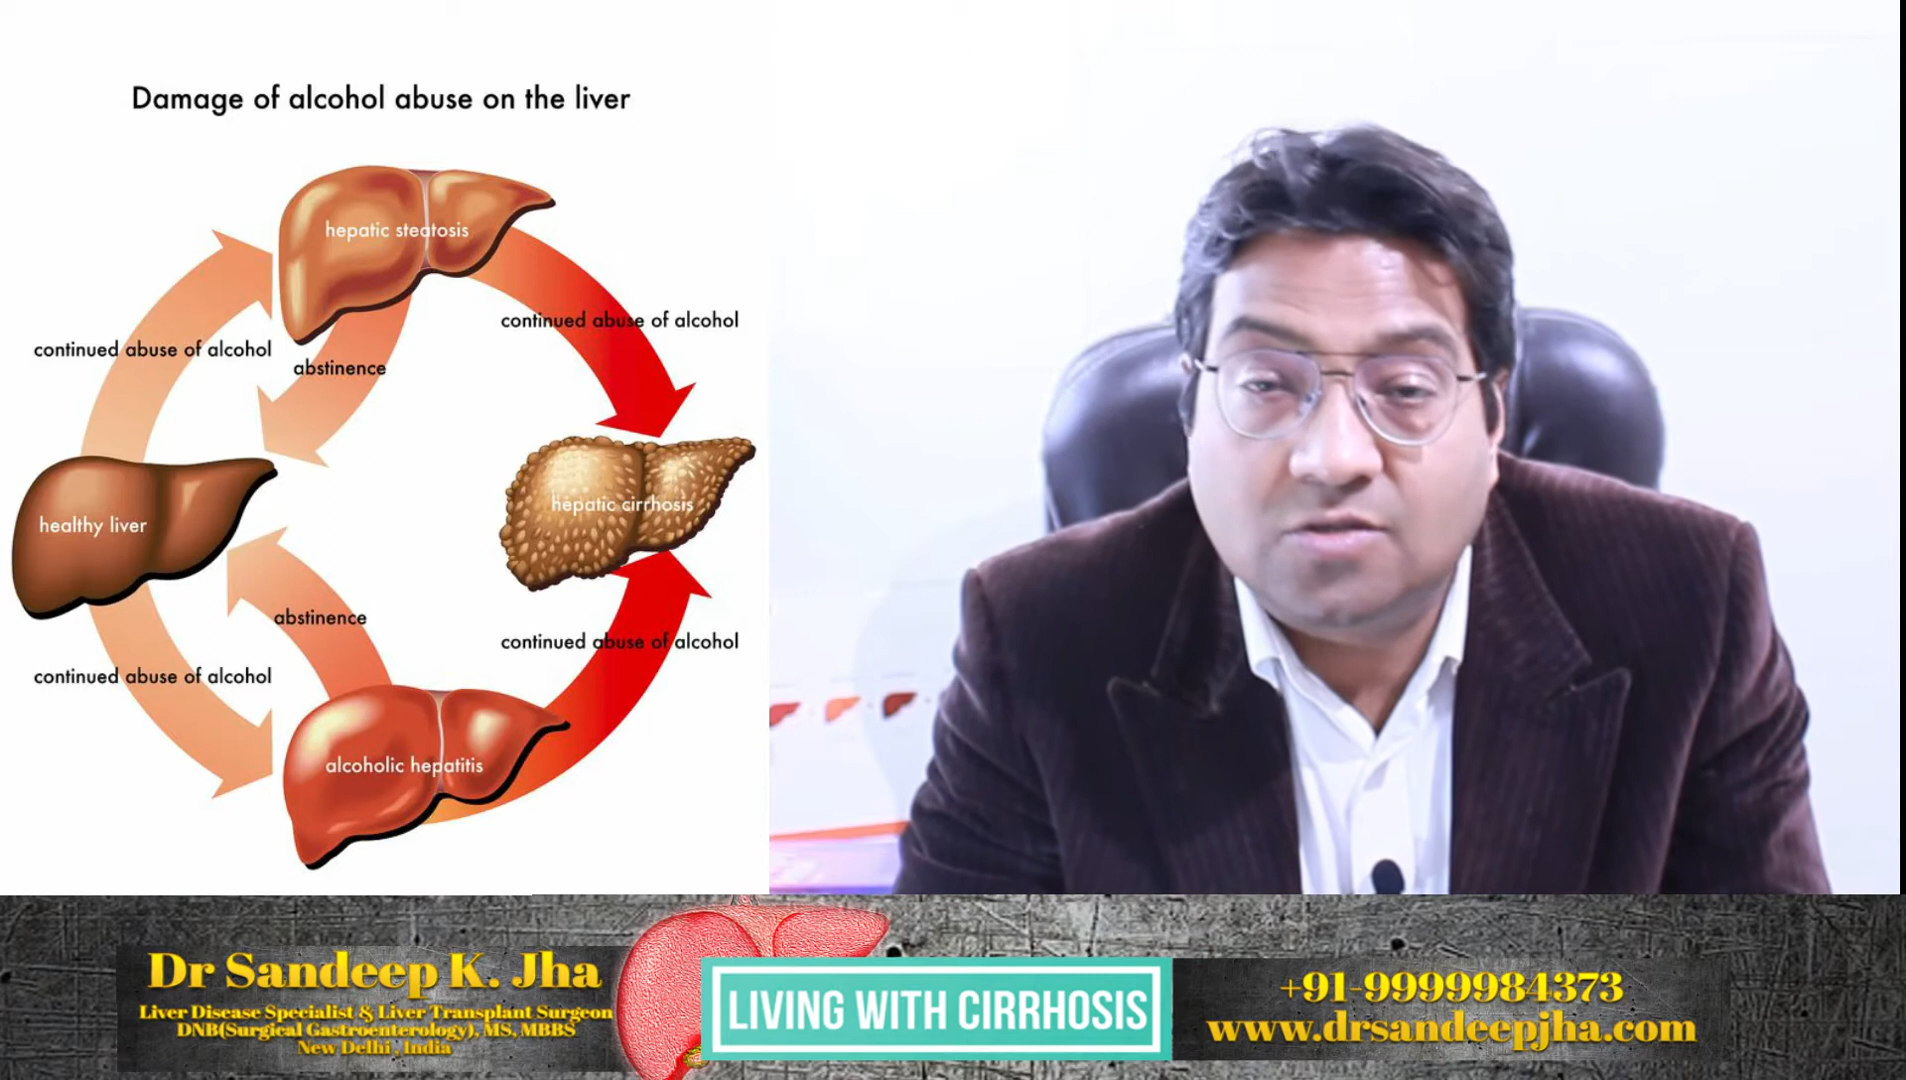 Damage of alcohol abuse on the liver
hepatic steatosis
continued abuse of alcohol
continued abuse of alcohol
abstinence
hepatic cirrhosis
healthy liver
abstinence
continued abuse of alcohol
continued abuse of alcohol
alcoholic hepatitis
Dr Sandeep K. Jha
Liver Disease Specialist & Liver Transplant Surgeon
DNB(Surgical Gastroenterology), MS, MBBS
New Delhi , India
LIVING WITH CIRRHOSIS
+91-9999984373
www.drsandeepjha.com